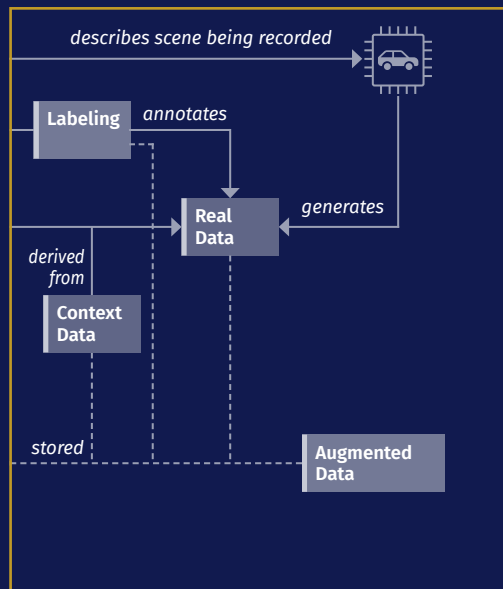 describes scene being recorded
Labeling
annotates
Real
Data
generates
derived
from
Context
Data
stored
Augmented
Data